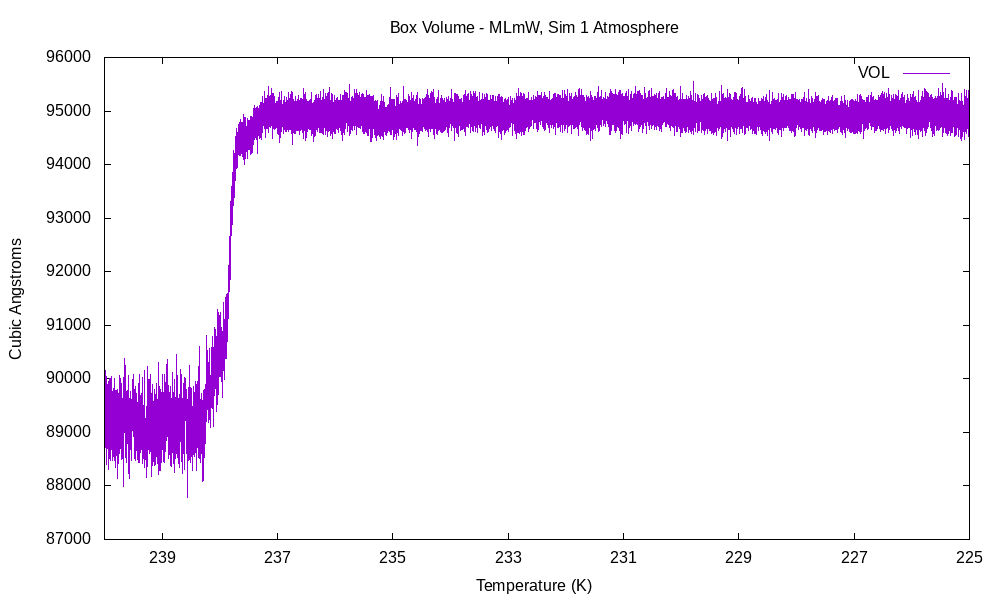 Box Volume - MLmW, Sim 1 Atmosphere
VOL
96000
95000
94000
93000
92000
91000
90000
89000
88000
87000
Cubic Angstroms
239 237 235 233 231 229 227 225
Temperature (K)